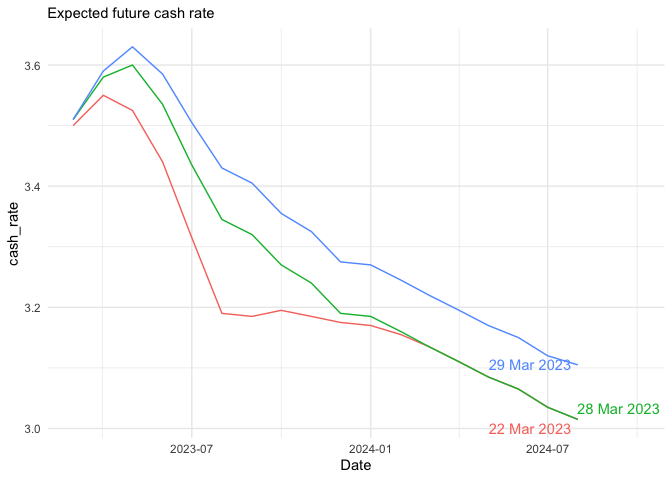 Expected future cash rate
3.6
3.4
3.2
3.0
cash_rate
29 Mar 2023
28 Mar 2023
22 Mar 2023
2023-07
2024-01
2024-07
Date